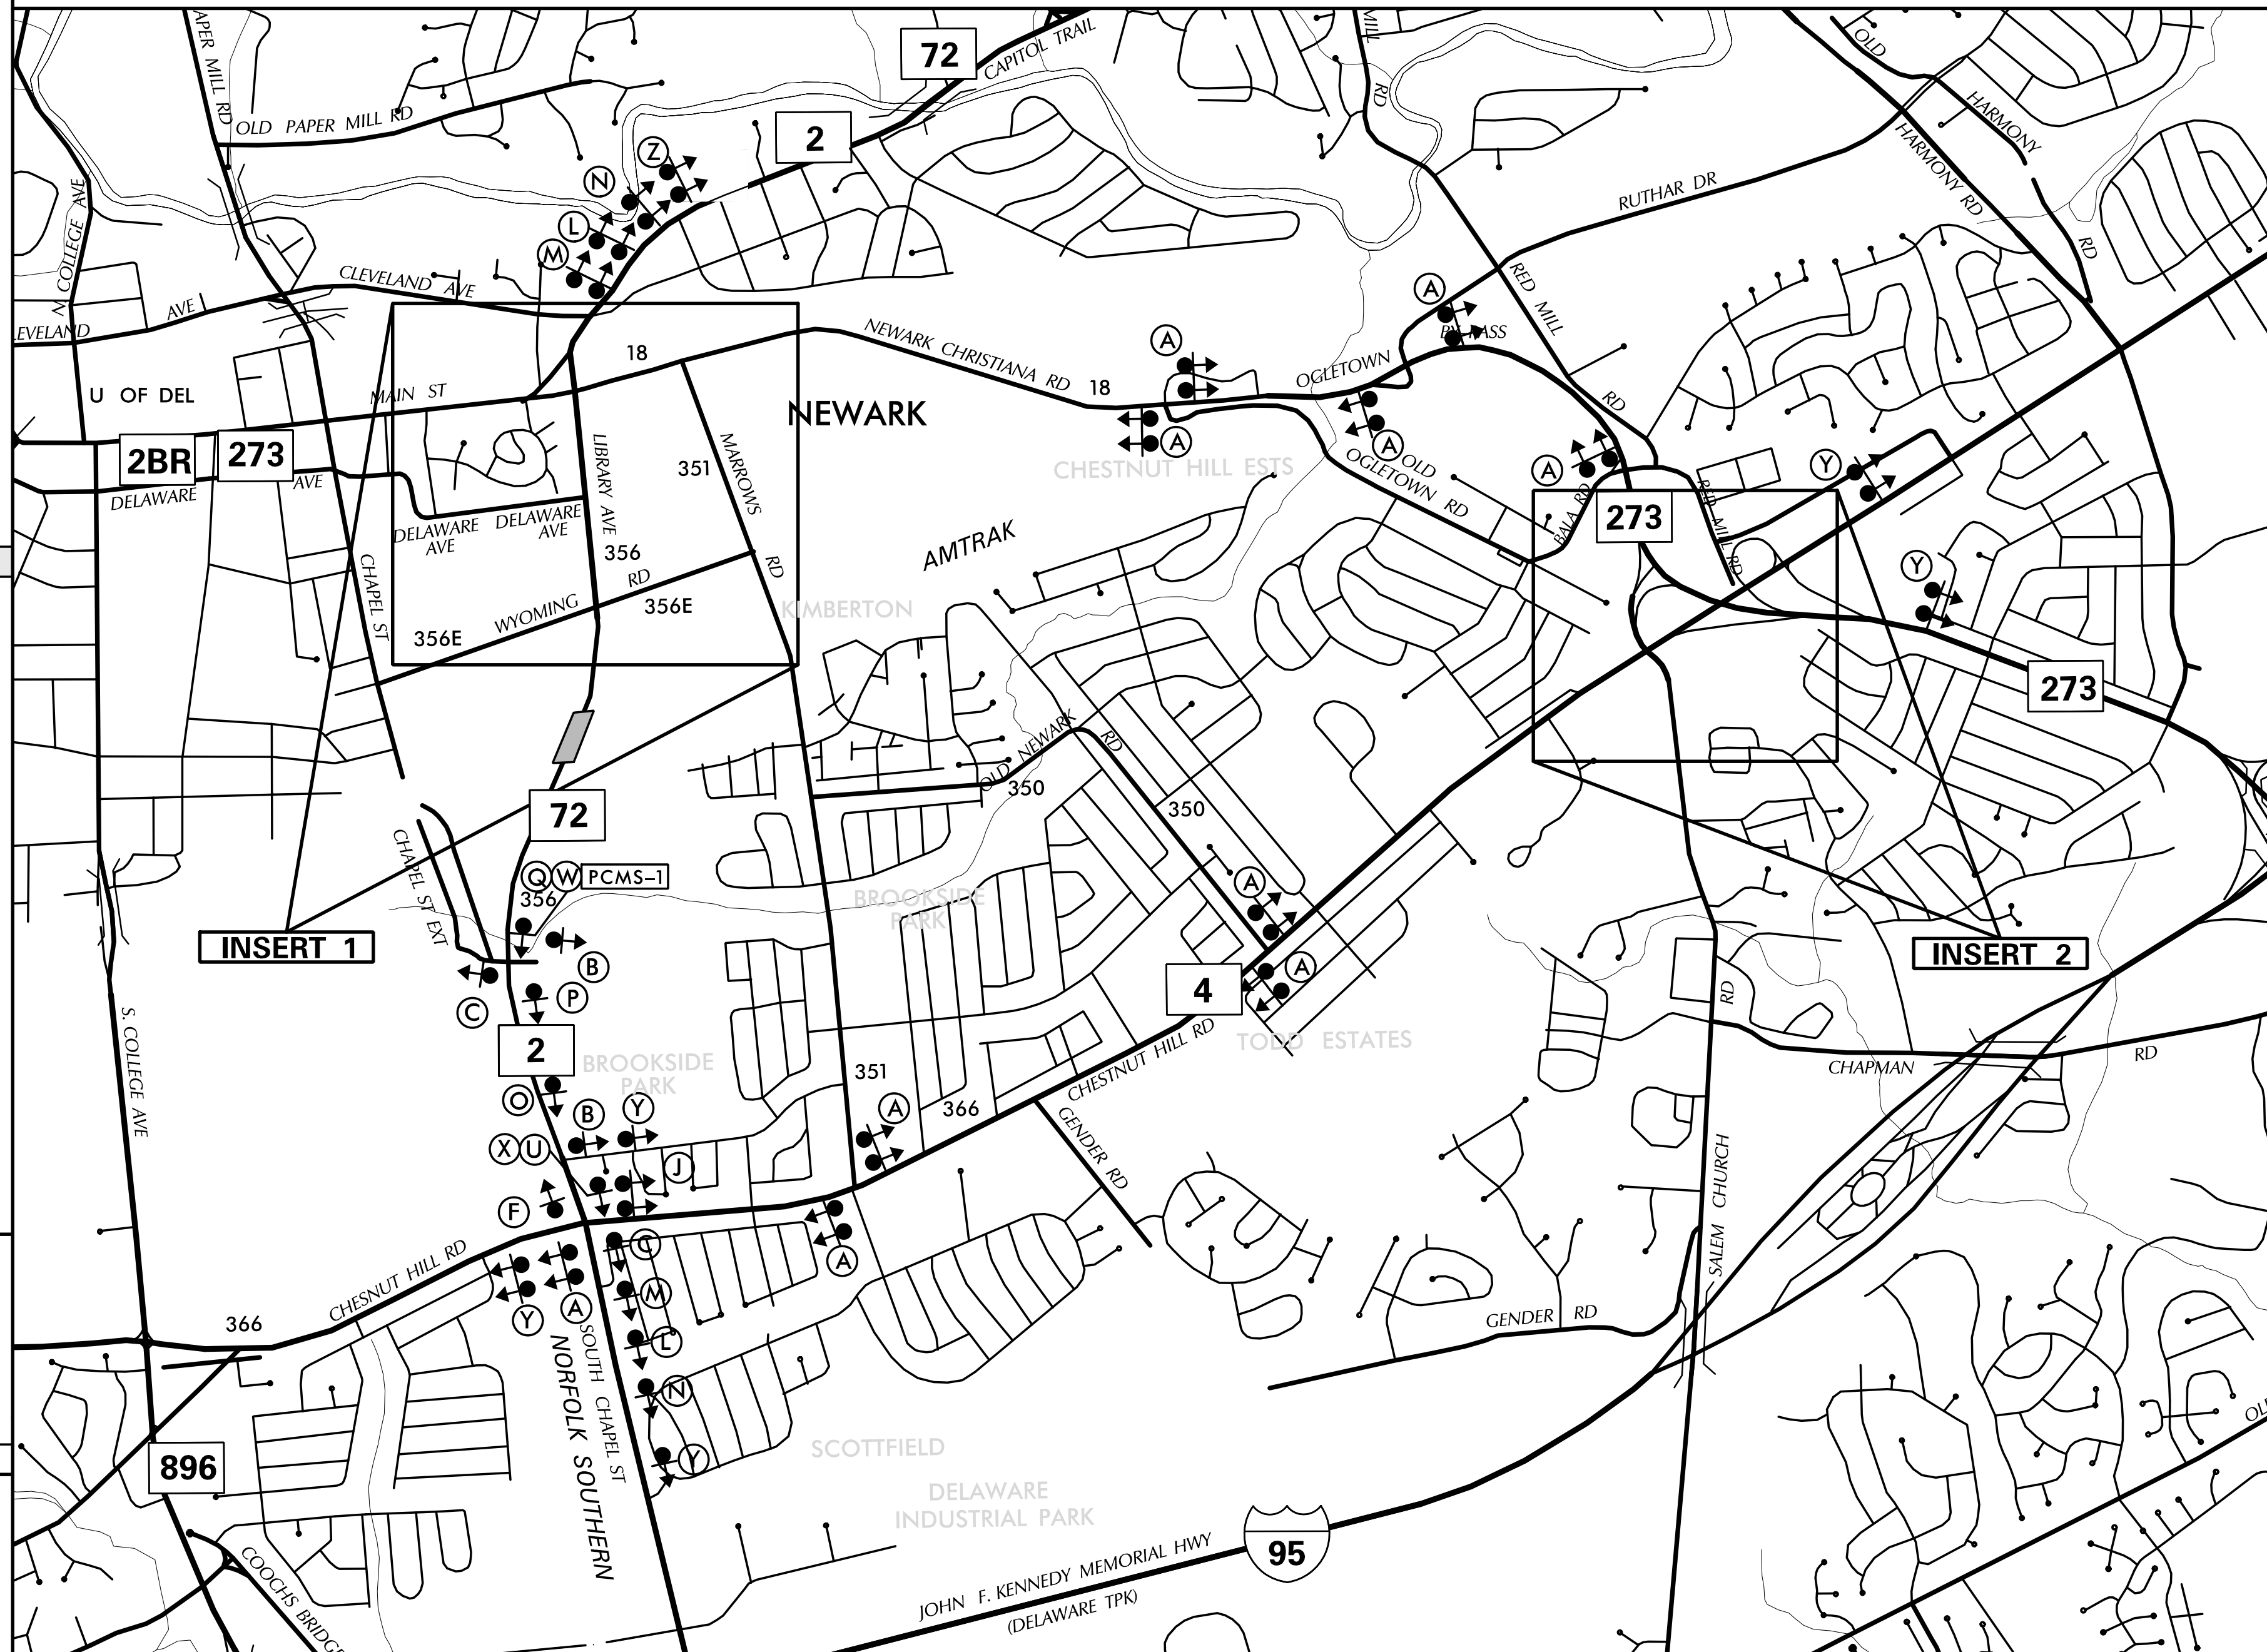 APER MILL RD
OLD PAPER MILL RD
72
CAPITOL TRAIL
2
MILL
RD
OLD
HARMONY
RD
HARMONY RD
RUTHAR DR
N COLLEGE AVE
Z
N
L
M
CLEVELAND AVE
LEVELAND
AVE
18
NEWARK CHRISTIANA RD
18
A
A
BY PASS
OGLETOWN
RED MILL
RD
U OF DEL
MAIN ST
NEWARK
2BR
273
DELAWARE
AVE
DELAWARE
AVE
DELAWARE
AVE
LIBRARY AVE
351
MARROWS
RD
A
A
CHESTNUT HILL ESTS
OLD
OGLETOWN RD
A
BALA RD
273
RED MILL RD
Y
Y
AMTRAK
356
WYOMING
RD
356E
356E
CHAPEL ST
KIMBERTON
273
OLD NEWARK
RD
350
350
72
CHAPEL ST EXT
Q W PCMS-1
356
BROOKSIDE
PARK
INSERT 1
INSERT 2
A
A
4
B
C
P
2
S. COLLEGE AVE
BROOKSIDE
PARK
TODD ESTATES
CHESTNUT HILL RD
RD
CHAPMAN
RD
351
366
O
B
Y
A
X U
J
F
GENDER RD
SALEM CHURCH
C
A
M
L
N
Y
A
Y
CHESNUT HILL RD
366
SOUTH CHAPEL ST
NORFOLK SOUTHERN
GENDER RD
SCOTTFIELD
DELAWARE
INDUSTRIAL PARK
896
COOCHS BRIDGE
JOHN F. KENNEDY MEMORIAL HWY
(DELAWARE TPK)
95